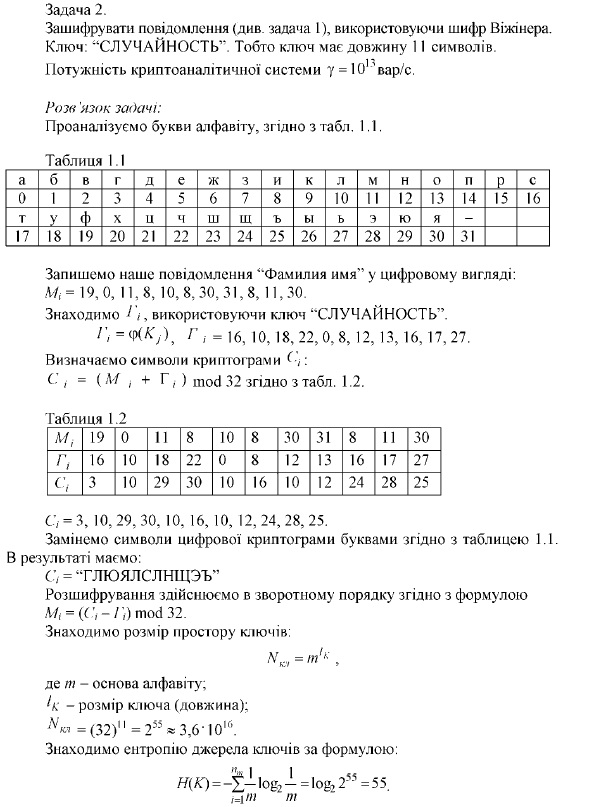 Задача 2.
Зашифрувати повідомлення (див. задача 1), використовуючи шифр Віжінера.
Ключ: “СЛУЧАЙНОСТЬ”. Тобто ключ має довжину 11 символів.
Потужність криптоаналітичної системи γ = 10¹³ вар/с.
Розв’язок задачі:
Проаналізуємо букви алфавіту, згідно з табл. 1.1.
Таблиця 1.1
а б в г д е ж з и к л м н о п р с
0 1 2 3 4 5 6 7 8 9 10 11 12 13 14 15 16
т у ф х ц ч ш щ ъ ы ь э ю я –
17 18 19 20 21 22 23 24 25 26 27 28 29 30 31
Запишемо наше повідомлення “Фамилия имя” у цифровому вигляді:
Mᵢ = 19, 0, 11, 8, 10, 8, 30, 31, 8, 11, 30.
Знаходимо Гᵢ, використовуючи ключ “СЛУЧАЙНОСТЬ”.
Гᵢ = φ(Kⱼ), Гᵢ = 16, 10, 18, 22, 0, 8, 12, 13, 16, 17, 27.
Визначаємо символи криптограми Cᵢ:
Cᵢ = (Mᵢ + Гᵢ) mod 32 згідно з табл. 1.2.
Таблиця 1.2
Mᵢ 19 0 11 8 10 8 30 31 8 11 30
Гᵢ 16 10 18 22 0 8 12 13 16 17 27
Cᵢ 3 10 29 30 10 16 10 12 24 28 25
Cᵢ = 3, 10, 29, 30, 10, 16, 10, 12, 24, 28, 25.
Замінемо символи цифрової криптограми буквами згідно з таблицею 1.1.
В результаті маємо:
Cᵢ = “ГЛЮЯЛСЛНЩЭЪ”
Розшифрування здійснюємо в зворотному порядку згідно з формулою
Mᵢ = (Cᵢ – Гᵢ) mod 32.
Знаходимо розмір простору ключів:
Nкл = m^lK ,
де m – основа алфавіту;
lK – розмір ключа (довжина);
Nкл = (32)¹¹ = 2⁵⁵ ≈ 3,6·10¹⁶.
Знаходимо ентропію джерела ключів за формулою:
H(K) = –∑ᵢ₌₁ⁿᵐ 1/m log₂ 1/m = log₂ 2⁵⁵ = 55.